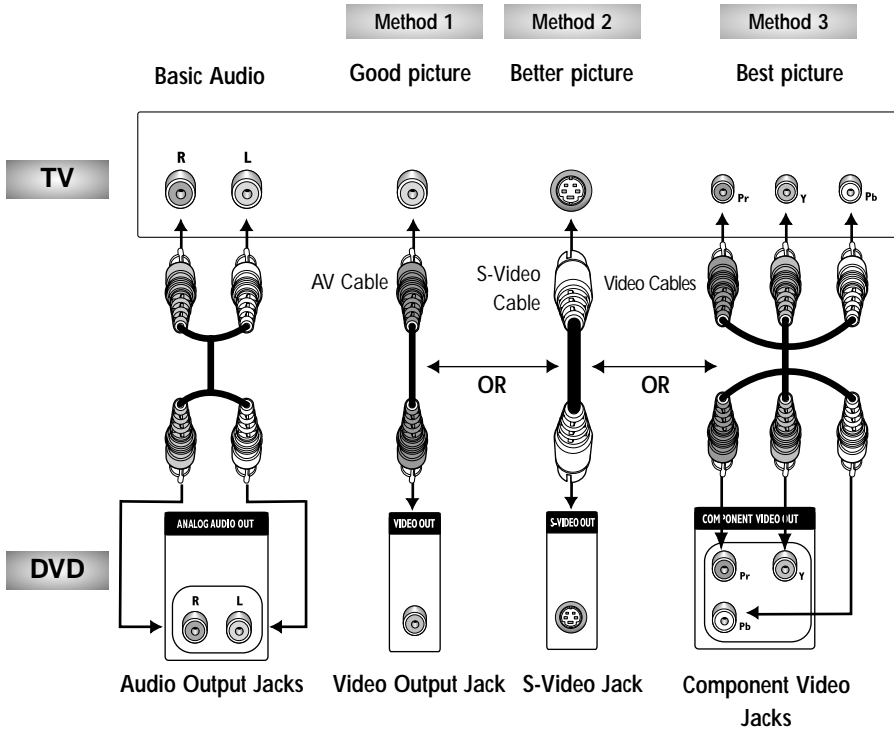 Method 1
Method 2
Method 3
Basic Audio
Good picture
Better picture
Best picture
TV
R
L
Pr
Y
Pb
AV Cable
S-Video
Cable
Video Cables
OR
OR
DVD
ANALOG AUDIO OUT
VIDEO OUT
S-VIDEO OUT
COMPONENT VIDEO OUT
R
L
Pr
Y
Pb
Audio Output Jacks
Video Output Jack
S-Video Jack
Component Video
Jacks